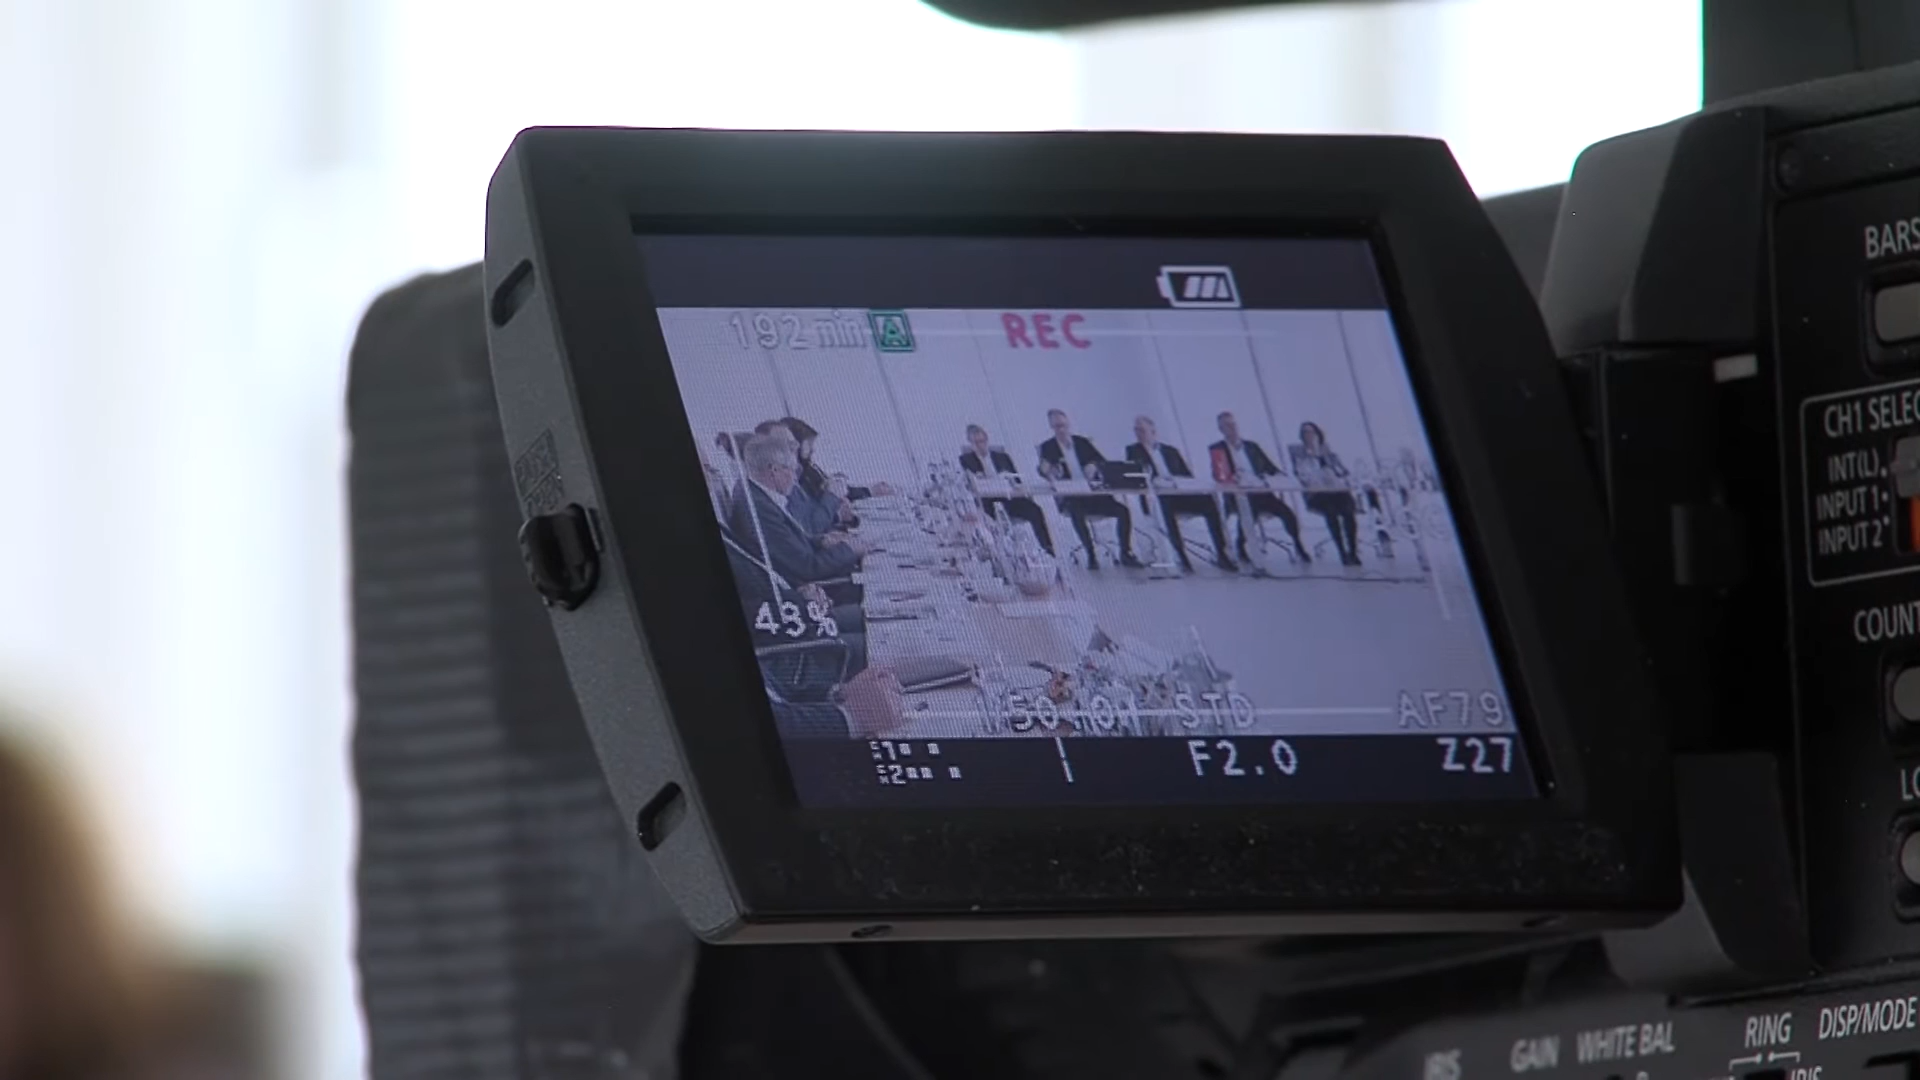 192 min A
REC
43%
STD
AF79
F2.0
Z27
BARS
CH1 SELEC
INT(L)
INPUT 1
INPUT 2
COUNT
GAIN
WHITE BAL
RING
DISP/MODE
IRIS